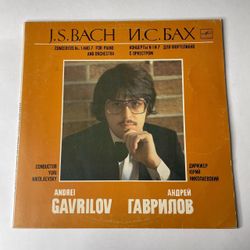 J.S.BACH И.С.БАХ
CONCERTOS No. 1 AND 7 FOR PIANO
AND ORCHESTRA
КОНЦЕРТЫ № 1 И 7 ДЛЯ ФОРТЕПИАНО
С ОРКЕСТРОМ
CONDUCTOR
YURI
NIKOLAEVSKY
ДИРИЖЕР
ЮРИЙ
НИКОЛАЕВСКИЙ
ANDREI
GAVRILOV
АНДРЕЙ
ГАВРИЛОВ